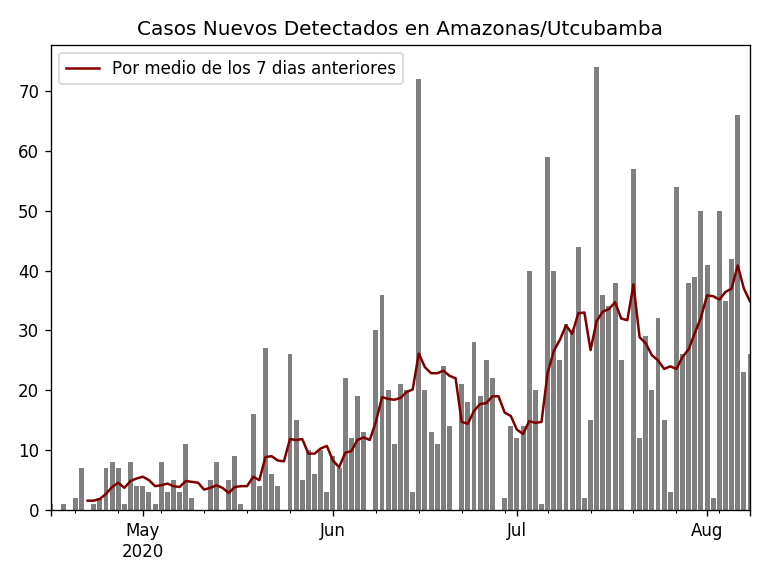 Casos Nuevos Detectados en Amazonas/Utcubamba
Por medio de los 7 dias anteriores
70
60
50
40
30
20
10
0
May
2020
Jun
Jul
Aug